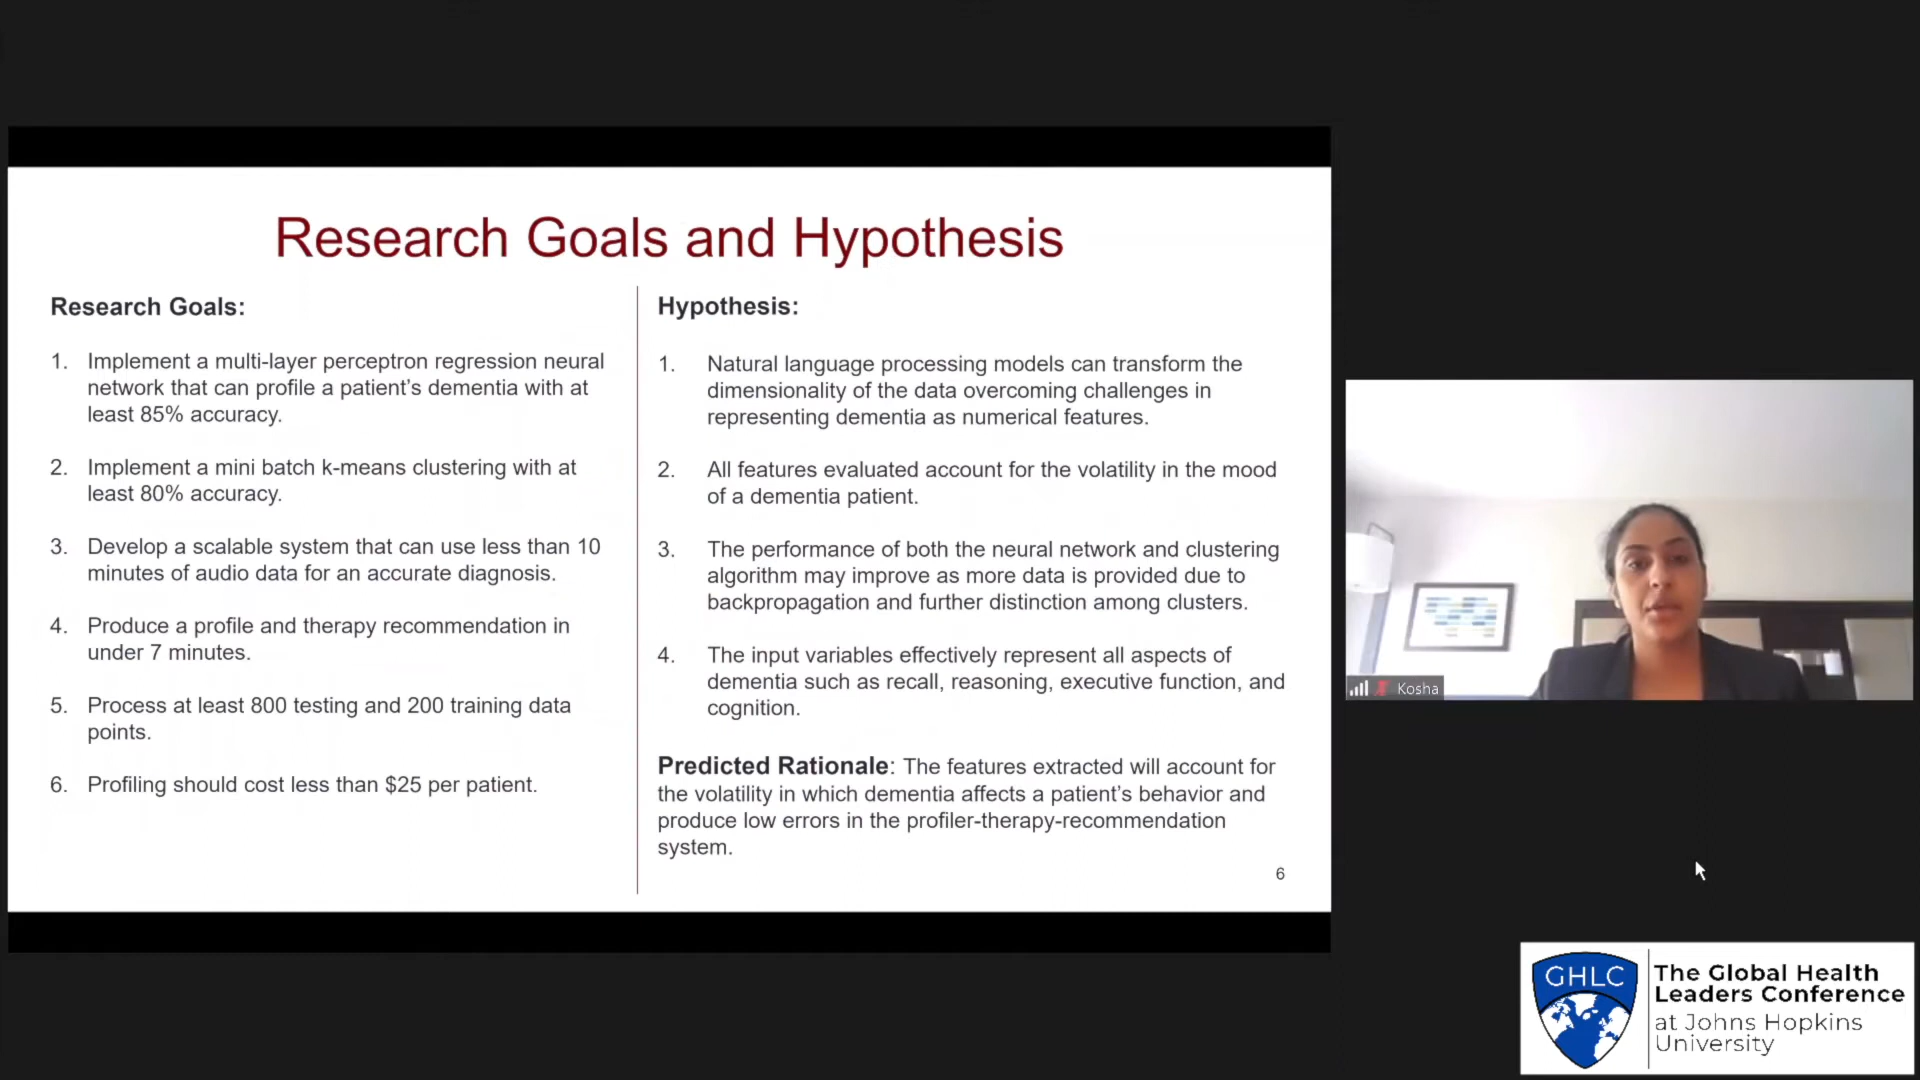 Research Goals and Hypothesis
Research Goals:
1. Implement a multi-layer perceptron regression neural
network that can profile a patient's dementia with at
least 85% accuracy.
2. Implement a mini batch k-means clustering with at
least 80% accuracy.
3. Develop a scalable system that can use less than 10
minutes of audio data for an accurate diagnosis.
4. Produce a profile and therapy recommendation in
under 7 minutes.
5. Process at least 800 testing and 200 training data
points.
6. Profiling should cost less than $25 per patient.
Hypothesis:
1. Natural language processing models can transform the
dimensionality of the data overcoming challenges in
representing dementia as numerical features.
2. All features evaluated account for the volatility in the mood
of a dementia patient.
3. The performance of both the neural network and clustering
algorithm may improve as more data is provided due to
backpropagation and further distinction among clusters.
4. The input variables effectively represent all aspects of
dementia such as recall, reasoning, executive function, and
cognition.
Predicted Rationale: The features extracted will account for
the volatility in which dementia affects a patient's behavior and
produce low errors in the profiler-therapy-recommendation
system.
6
Kosha
GHLC
The Global Health
Leaders Conference
at Johns Hopkins
University